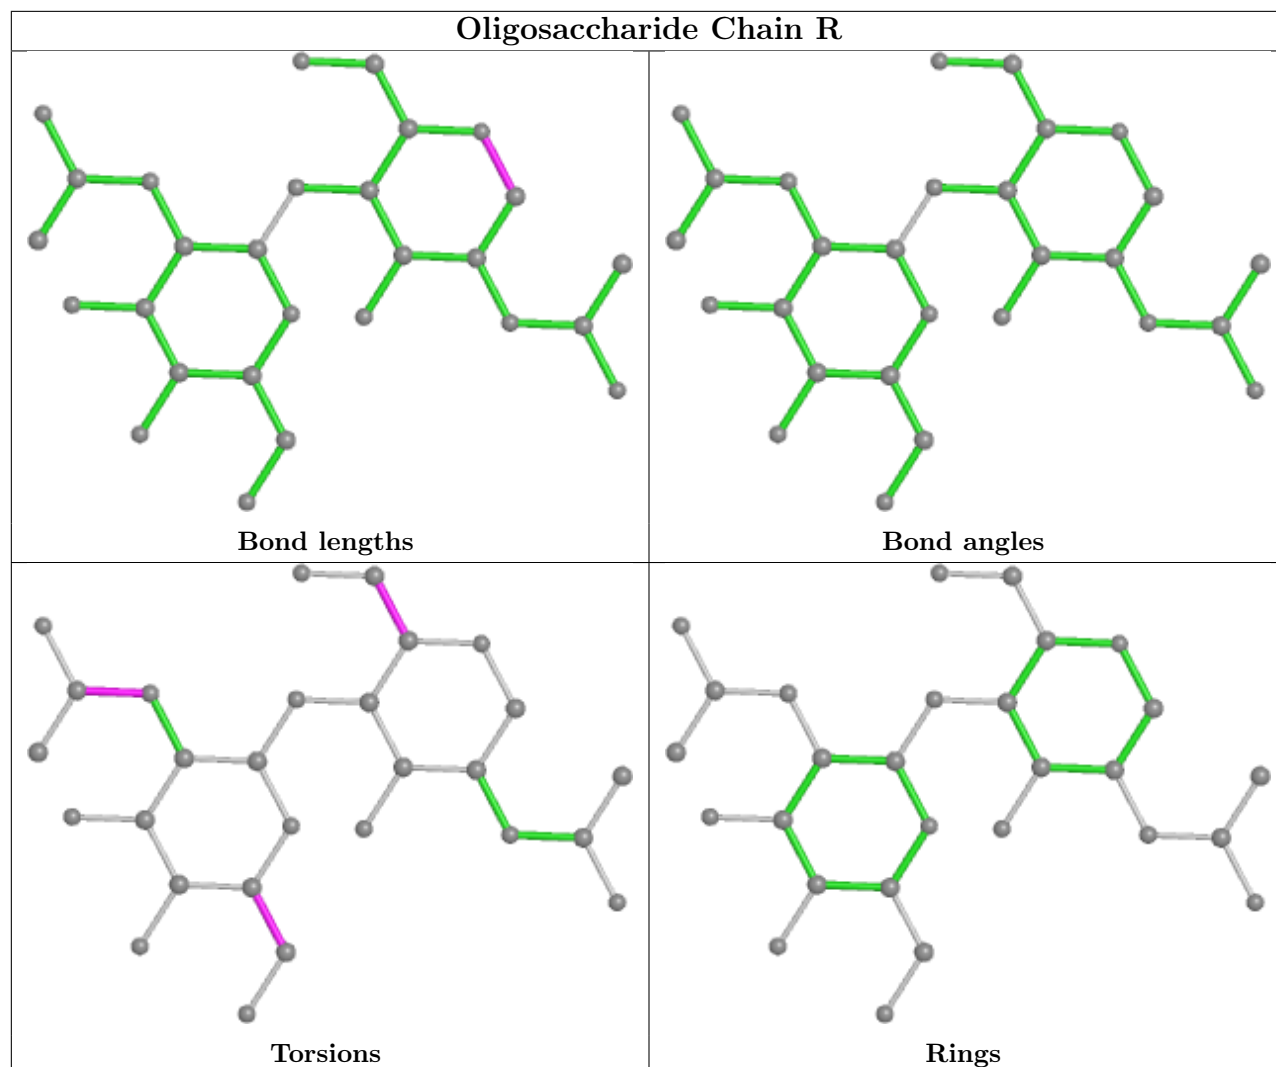 Oligosaccharide Chain R
Bond lengths
Bond angles
Torsions
Rings